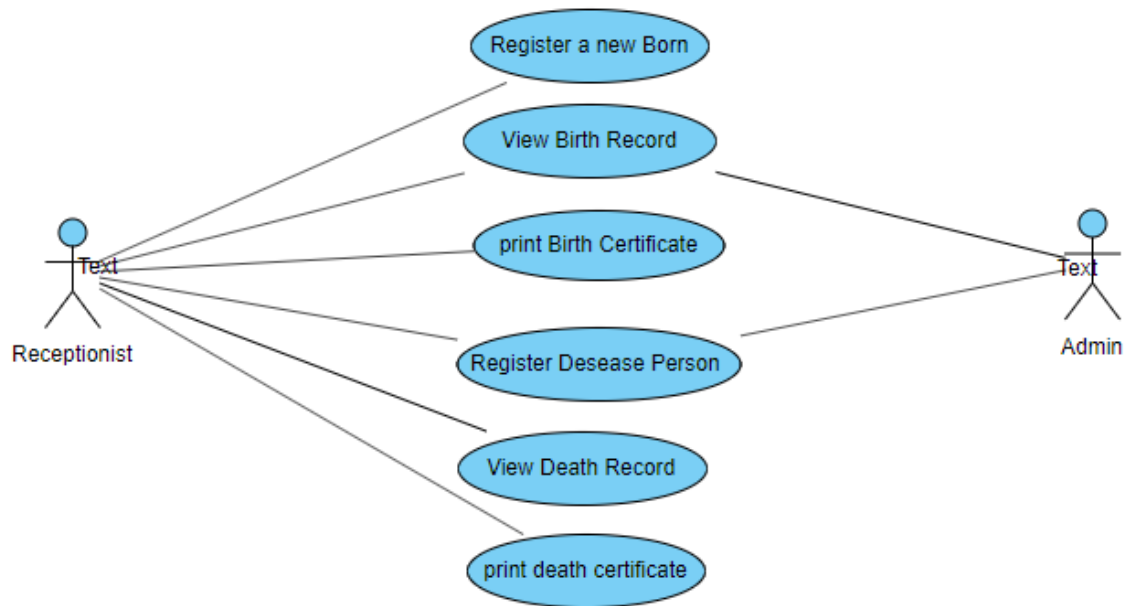 Register a new Born
View Birth Record
print Birth Certificate
Text
Text
Receptionist
Admin
Register Desease Person
View Death Record
print death certificate